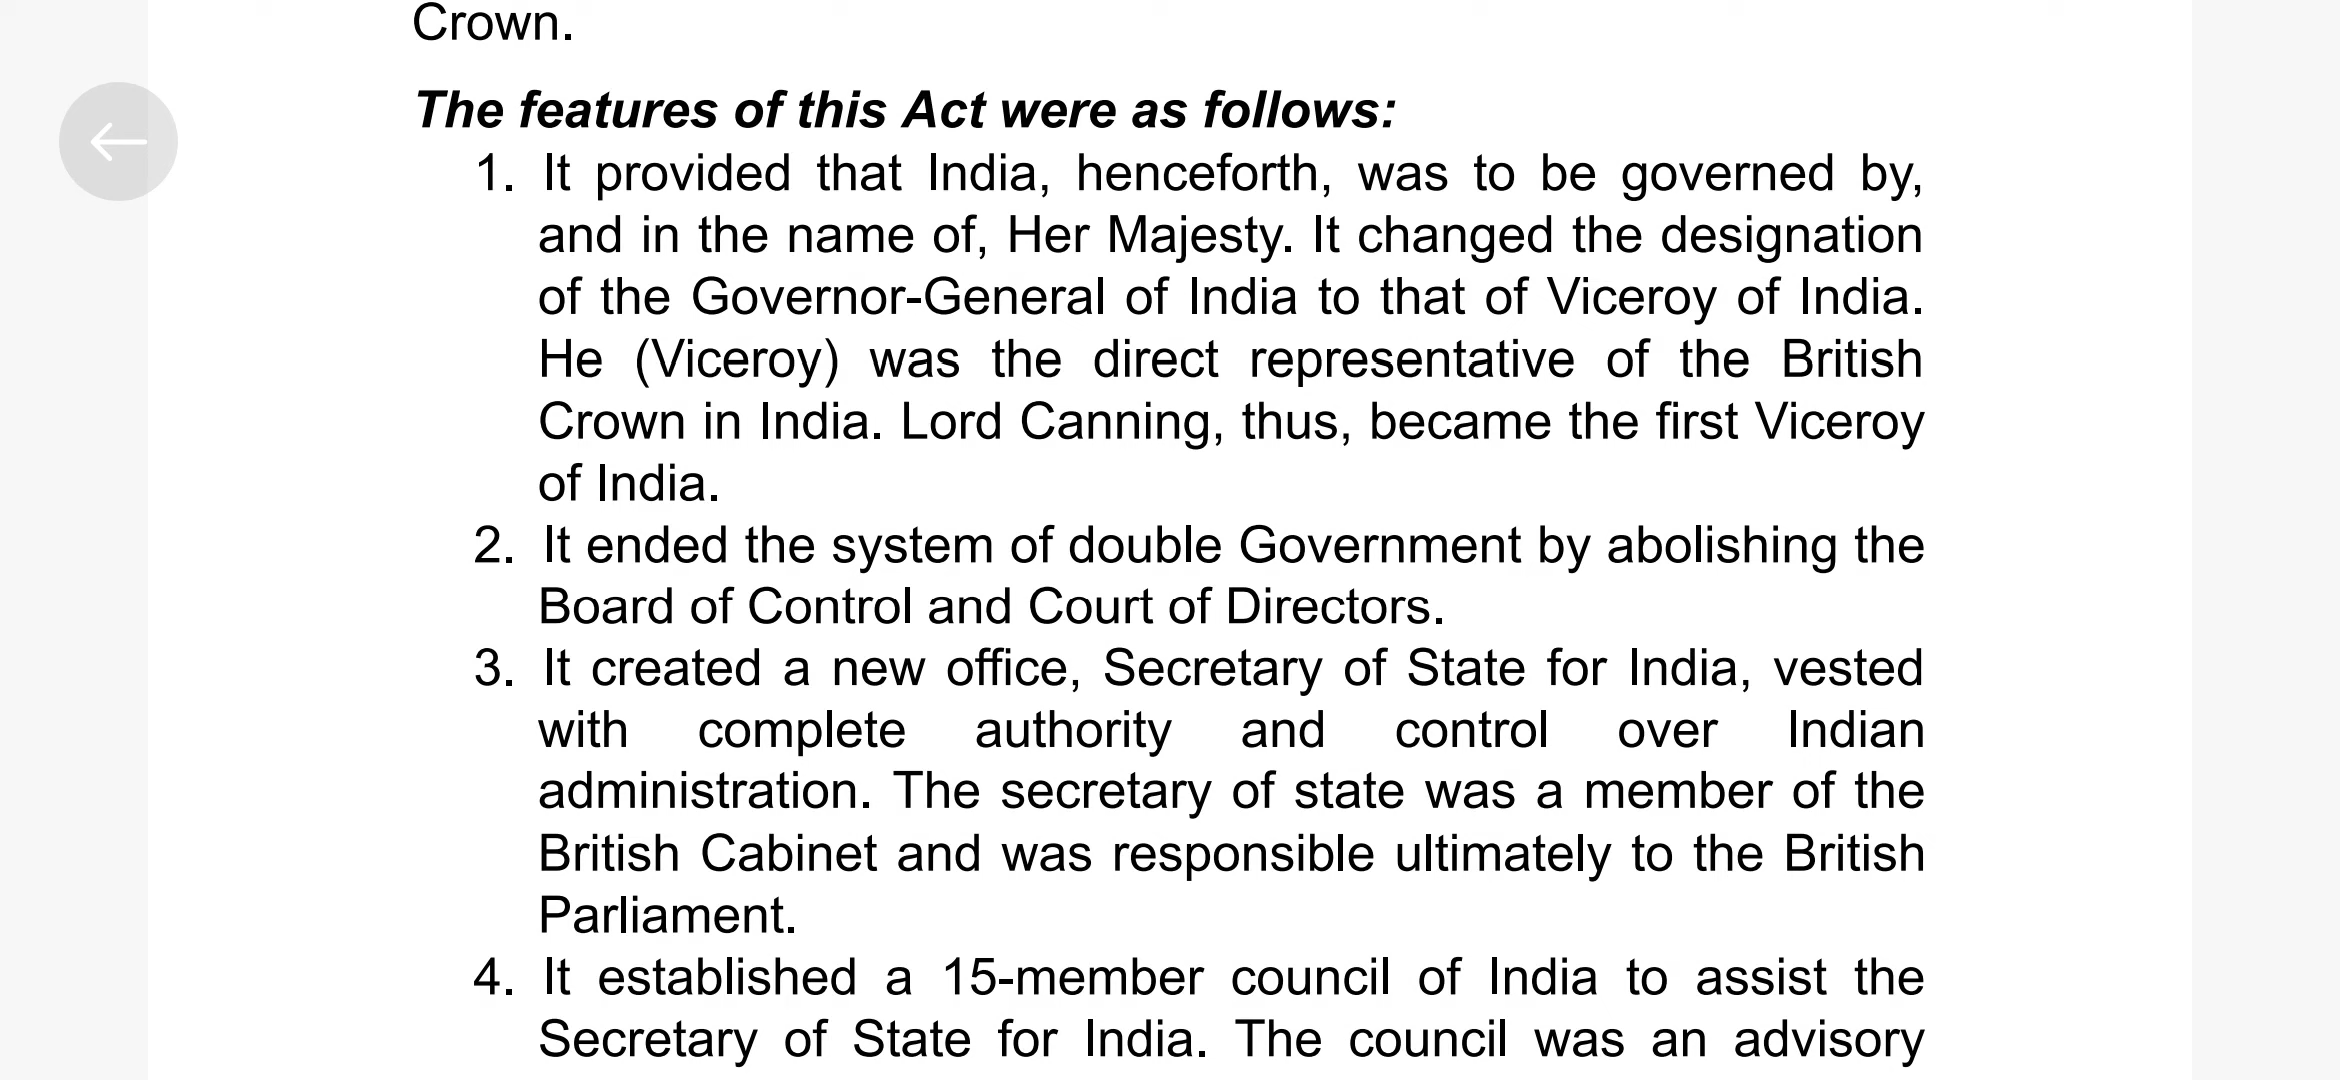 Crown.
The features of this Act were as follows:
1. It provided that India, henceforth, was to be governed by,
and in the name of, Her Majesty. It changed the designation
of the Governor-General of India to that of Viceroy of India.
He (Viceroy) was the direct representative of the British
Crown in India. Lord Canning, thus, became the first Viceroy
of India.
2. It ended the system of double Government by abolishing the
Board of Control and Court of Directors.
3. It created a new office, Secretary of State for India, vested
with complete authority and control over Indian
administration. The secretary of state was a member of the
British Cabinet and was responsible ultimately to the British
Parliament.
4. It established a 15-member council of India to assist the
Secretary of State for India. The council was an advisory